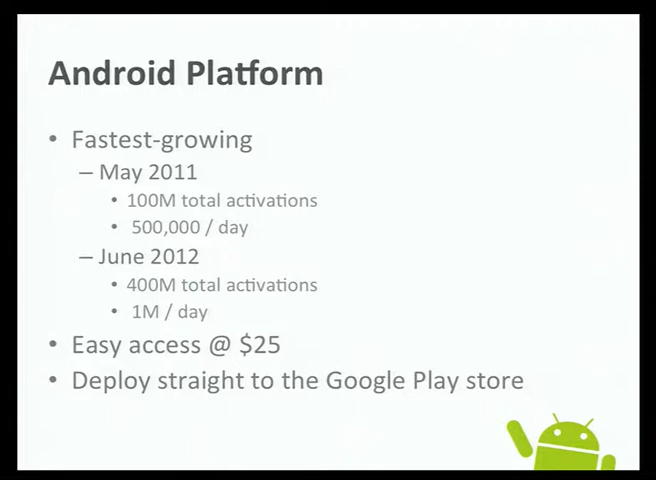 Android Platform
• Fastest-growing
– May 2011
• 100M total activations
• 500,000 / day
– June 2012
• 400M total activations
• 1M / day
• Easy access @ $25
• Deploy straight to the Google Play store